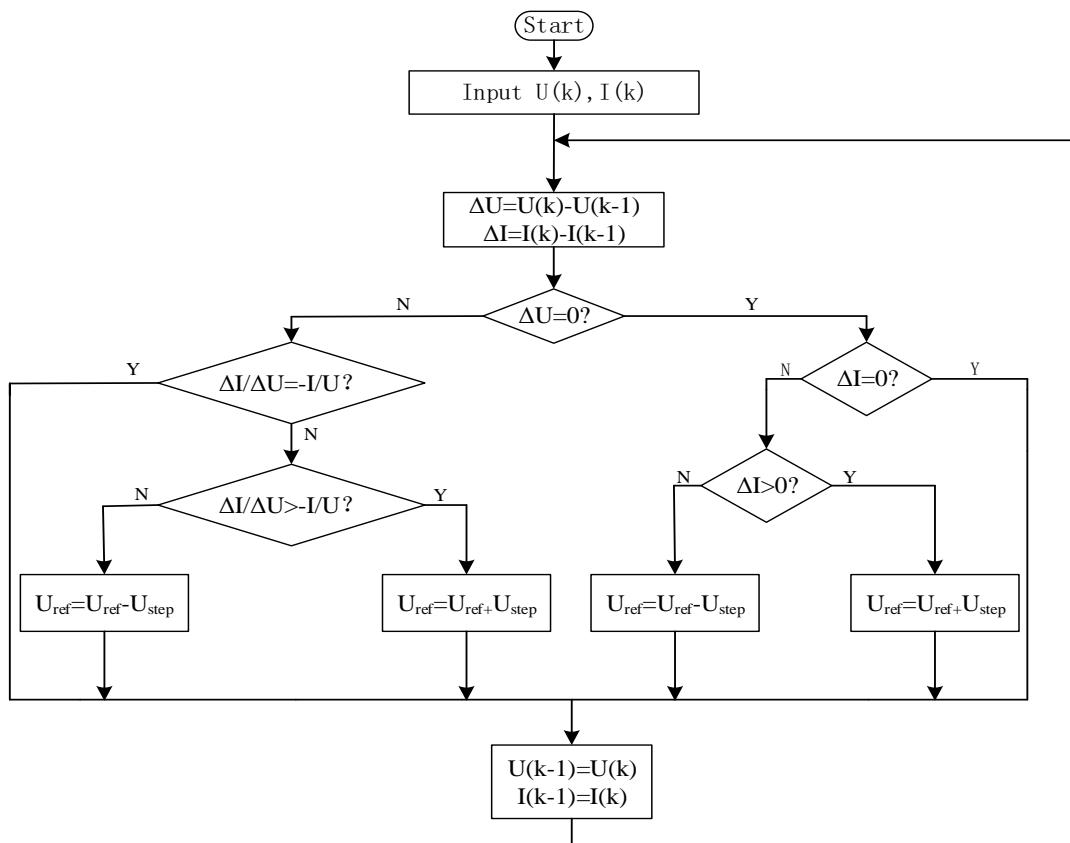 Start
Input U(k),I(k)
ΔU=U(k)-U(k-1)
ΔI=I(k)-I(k-1)
N
ΔU=0?
Y
Y
ΔI/ΔU=-I/U?
N
ΔI=0?
Y
N
N
ΔI/ΔU>-I/U?
Y
N
ΔI>0?
Y
Uref=Uref-Ustep
Uref=Uref+Ustep
Uref=Uref-Ustep
Uref=Uref+Ustep
U(k-1)=U(k)
I(k-1)=I(k)